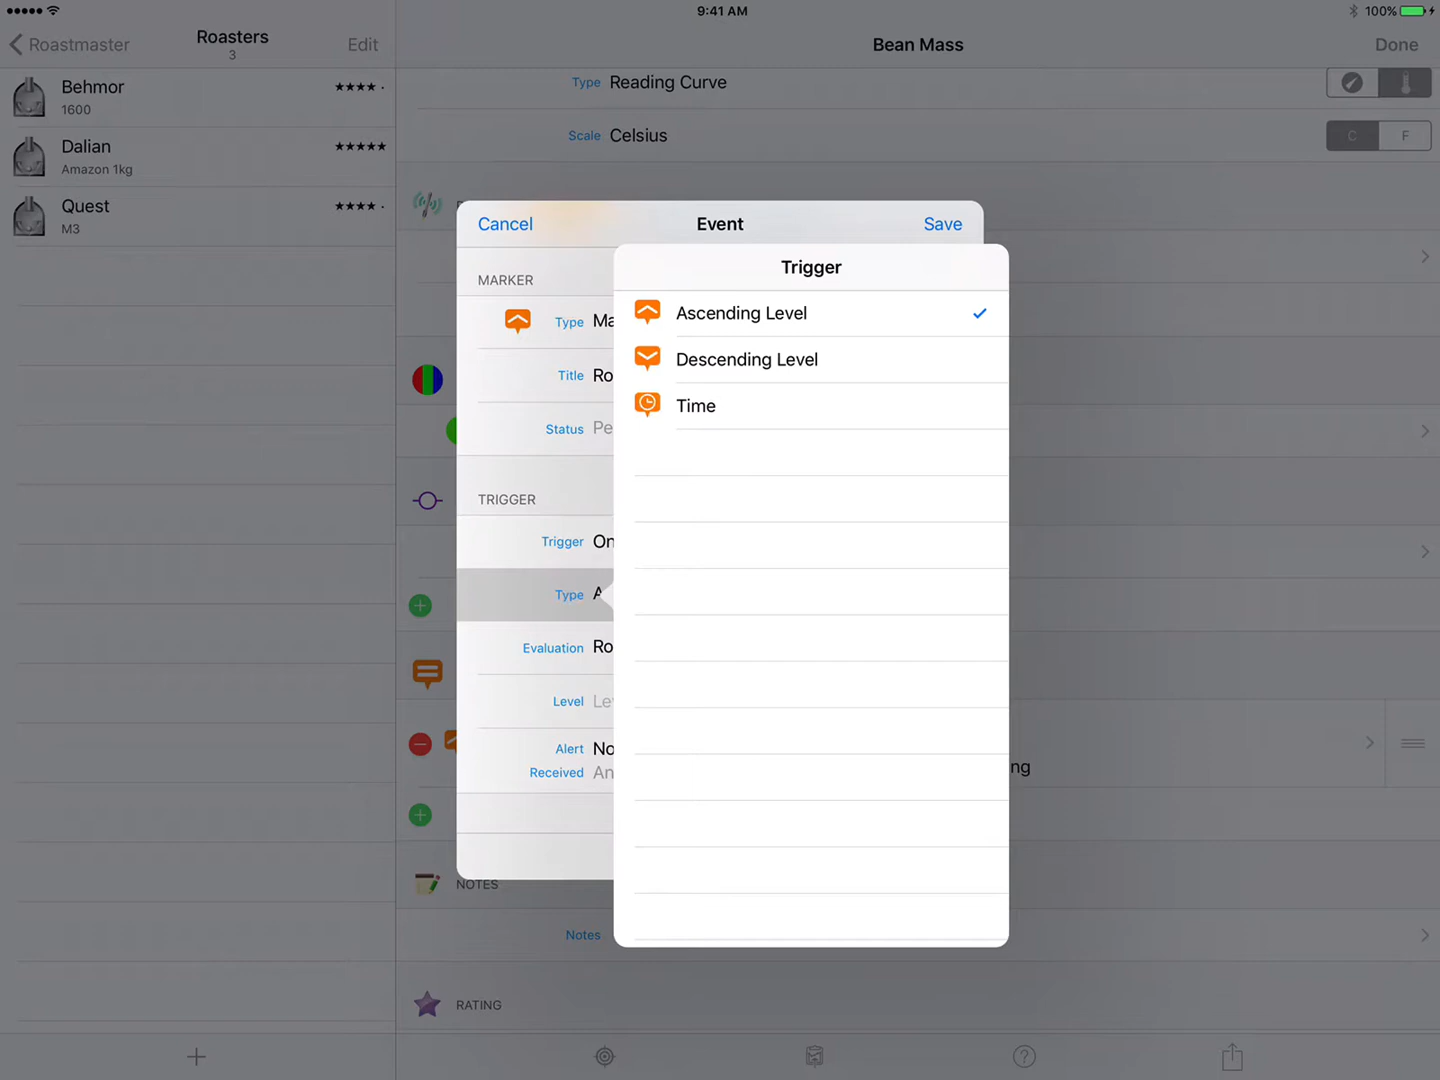 9:41 AM
100%
Roastmaster
Roasters
3
Edit
Bean Mass
Done
Behmor
1600
Dalian
Amazon 1kg
Quest
M3
Type Reading Curve
Scale Celsius
C F
Cancel
Event
Save
Trigger
MARKER
Type Ma
Title Ro
Status Pe
TRIGGER
Trigger On
Type A
Evaluation Ro
Level Le
Alert No
Received An
Ascending Level
Descending Level
Time
ng
NOTES
Notes
RATING